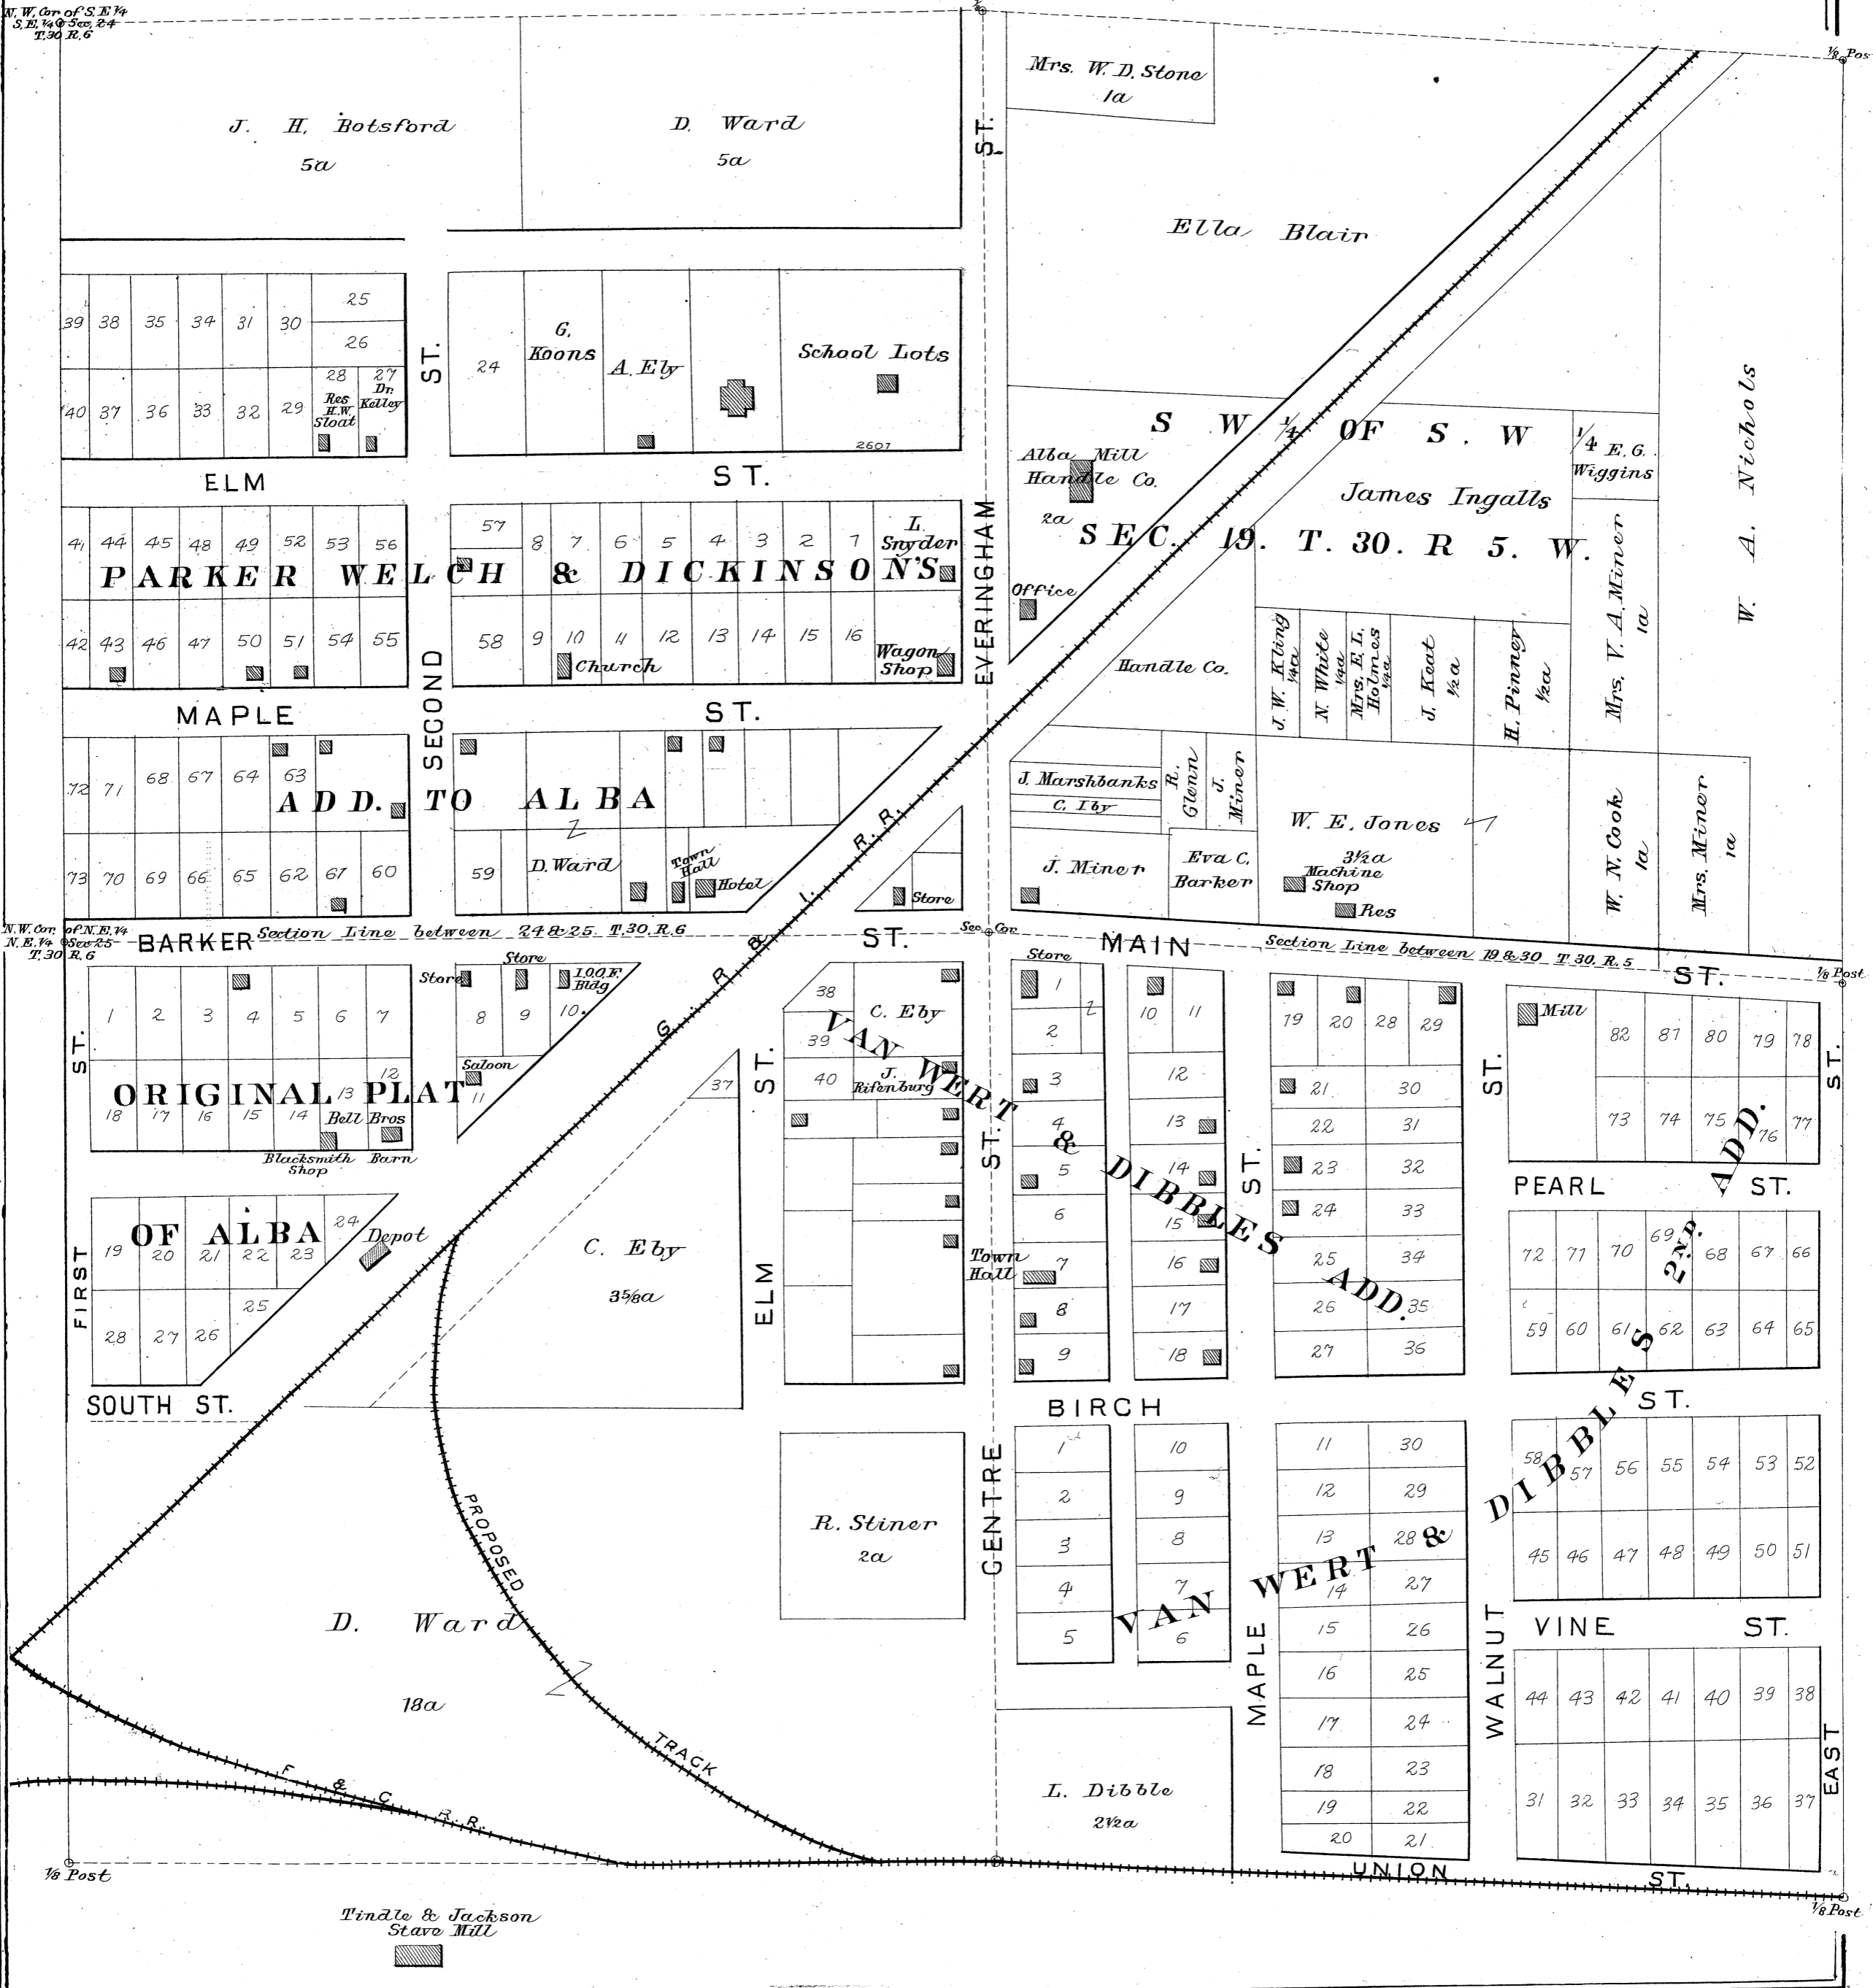 N. W. Cor of S. E. 1/4
S. E. 1/4 Sec. 24
T. 30 R. 6
1/8 Pos
J. H. Botsford
5a
D. Ward
5a
ST.
Mrs. W. D. Stone
1a
Ella Blair
39 38 35 34 31 30 25
26
40 37 36 33 32 29
28
Res
H. W.
Sloat
27
Dr.
Kelley
ST.
24
G.
Koons
A. Ely
School Lots
2607
ELM ST.
S W 1/4 OF S. W 1/4
SEC. 19. T. 30. R 5. W.
Alba Mill
Handle Co.
2a
Office
James Ingalls
E. G.
Wiggins
W. A. Nichols
Mrs. V. A. Miner
1a
41 44 45 48 49 52 53 56
57 8 7 6 5 4 3 2 1
L.
Snyder
PARKER WELCH & DICKINSON'S
42 43 46 47 50 51 54 55
58 9 10 11 12 13 14 15 16
Church
Wagon
Shop
EVERINGHAM
SECOND
Handle Co.
J. W. Kling
1/4a
N. White
1/4a
Mrs. E. L.
Holmes
1/4a
J. Keat
1/2a
H. Pinney
1/2a
MAPLE ST.
72 71 68 67 64 63
ADD. TO ALBA
73 70 69 66 65 62 61 60
59
D. Ward
Town
Hall
Hotel
Store
J. Marshbanks
C. Iby
R.
Glenn
J.
Miner
J. Miner
Eva C.
Barker
W. E. Jones
3 1/2a
Machine
Shop
Res
W. N. Cook
1a
Mrs. Miner
1a
G. R. & I. R. R.
N. W. Cor. of N. E. 1/4
N. E. 1/4 Sec 25
T. 30 R. 6
BARKER ST.
Section Line between 24 & 25. T. 30. R. 6
Sec. Cor.
MAIN ST.
Section Line between 19 & 30 T 30. R. 5
1/8 Post
1 2 3 4 5 6 7
Store
Store
I.O.O.F.
Bldg
8 9 10
Saloon
11
12
13
ORIGINAL PLAT
18 17 16 15 14
Bell Bros
Blacksmith
Shop
Barn
ST.
FIRST
OF ALBA
19 20 21 22 23 24
Depot
25
28 27 26
SOUTH ST.
37
C. Eby
3 5/8a
ST.
ELM
38
39
40
C. Eby
J.
Rifenburg
VAN WERT & DIBBLES ADD.
ST.
CENTRE
Store
1
2
3
4
5
6
Town
Hall
7
8
9
10 11
12
13
14
15
16
17
18
ST.
19 20 28 29
21 30
22 31
23 32
24 33
25 34
26 35
27 36
ST.
Mill
82 81 80 79 78
73 74 75 76 77
ST.
PEARL ST.
72 71 70 69 68 67 66
59 60 61 62 63 64 65
BIRCH ST.
1
2
3
4
5
10
9
8
7
6
11 30
12 29
13 28
14 27
15 26
16 25
17 24
18 23
19 22
20 21
VAN WERT & DIBBLES 2ND. ADD.
58 57 56 55 54 53 52
45 46 47 48 49 50 51
VINE ST.
44 43 42 41 40 39 38
31 32 33 34 35 36 37
MAPLE
WALNUT
EAST
R. Stiner
2a
PROPOSED TRACK
D. Ward
18a
F & C R. R.
L. Dibble
2 1/2a
UNION ST.
1/8 Post
1/8 Post
Tindle & Jackson
Stave Mill